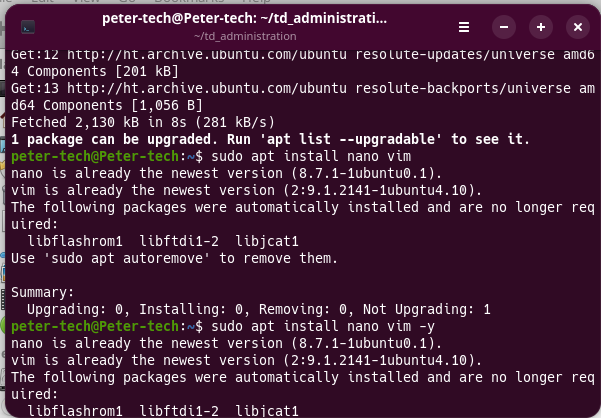 peter-tech@Peter-tech: ~/td_administrati...
~/td_administration
Get:12 http://ht.archive.ubuntu.com/ubuntu resolute-updates/universe amd6
4 Components [201 kB]
Get:13 http://ht.archive.ubuntu.com/ubuntu resolute-backports/universe am
d64 Components [1,056 B]
Fetched 2,130 kB in 8s (281 kB/s)
1 package can be upgraded. Run 'apt list --upgradable' to see it.
peter-tech@Peter-tech:~$ sudo apt install nano vim
nano is already the newest version (8.7.1-1ubuntu0.1).
vim is already the newest version (2:9.1.2141-1ubuntu4.10).
The following packages were automatically installed and are no longer req
uired:
  libflashrom1  libftdi1-2  libjcat1
Use 'sudo apt autoremove' to remove them.

Summary:
  Upgrading: 0, Installing: 0, Removing: 0, Not Upgrading: 1
peter-tech@Peter-tech:~$ sudo apt install nano vim -y
nano is already the newest version (8.7.1-1ubuntu0.1).
vim is already the newest version (2:9.1.2141-1ubuntu4.10).
The following packages were automatically installed and are no longer req
uired:
  libflashrom1  libftdi1-2  libjcat1